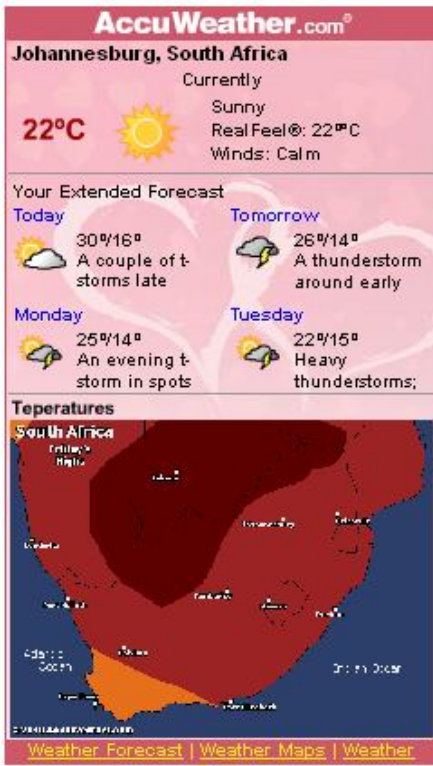 AccuWeather.com®
Johannesburg, South Africa
Currently
22°C
Sunny
RealFeel®: 22°C
Winds: Calm
Your Extended Forecast
Today
30°/16°
A couple of t-
storms late
Tomorrow
26°/14°
A thunderstorm
around early
Monday
25°/14°
An evening t-
storm in spots
Tuesday
22°/15°
Heavy
thunderstorms;
Teperatures
South Africa
Atlantic
Ocean
Indian Ocean
Weather Forecast | Weather Maps | Weather